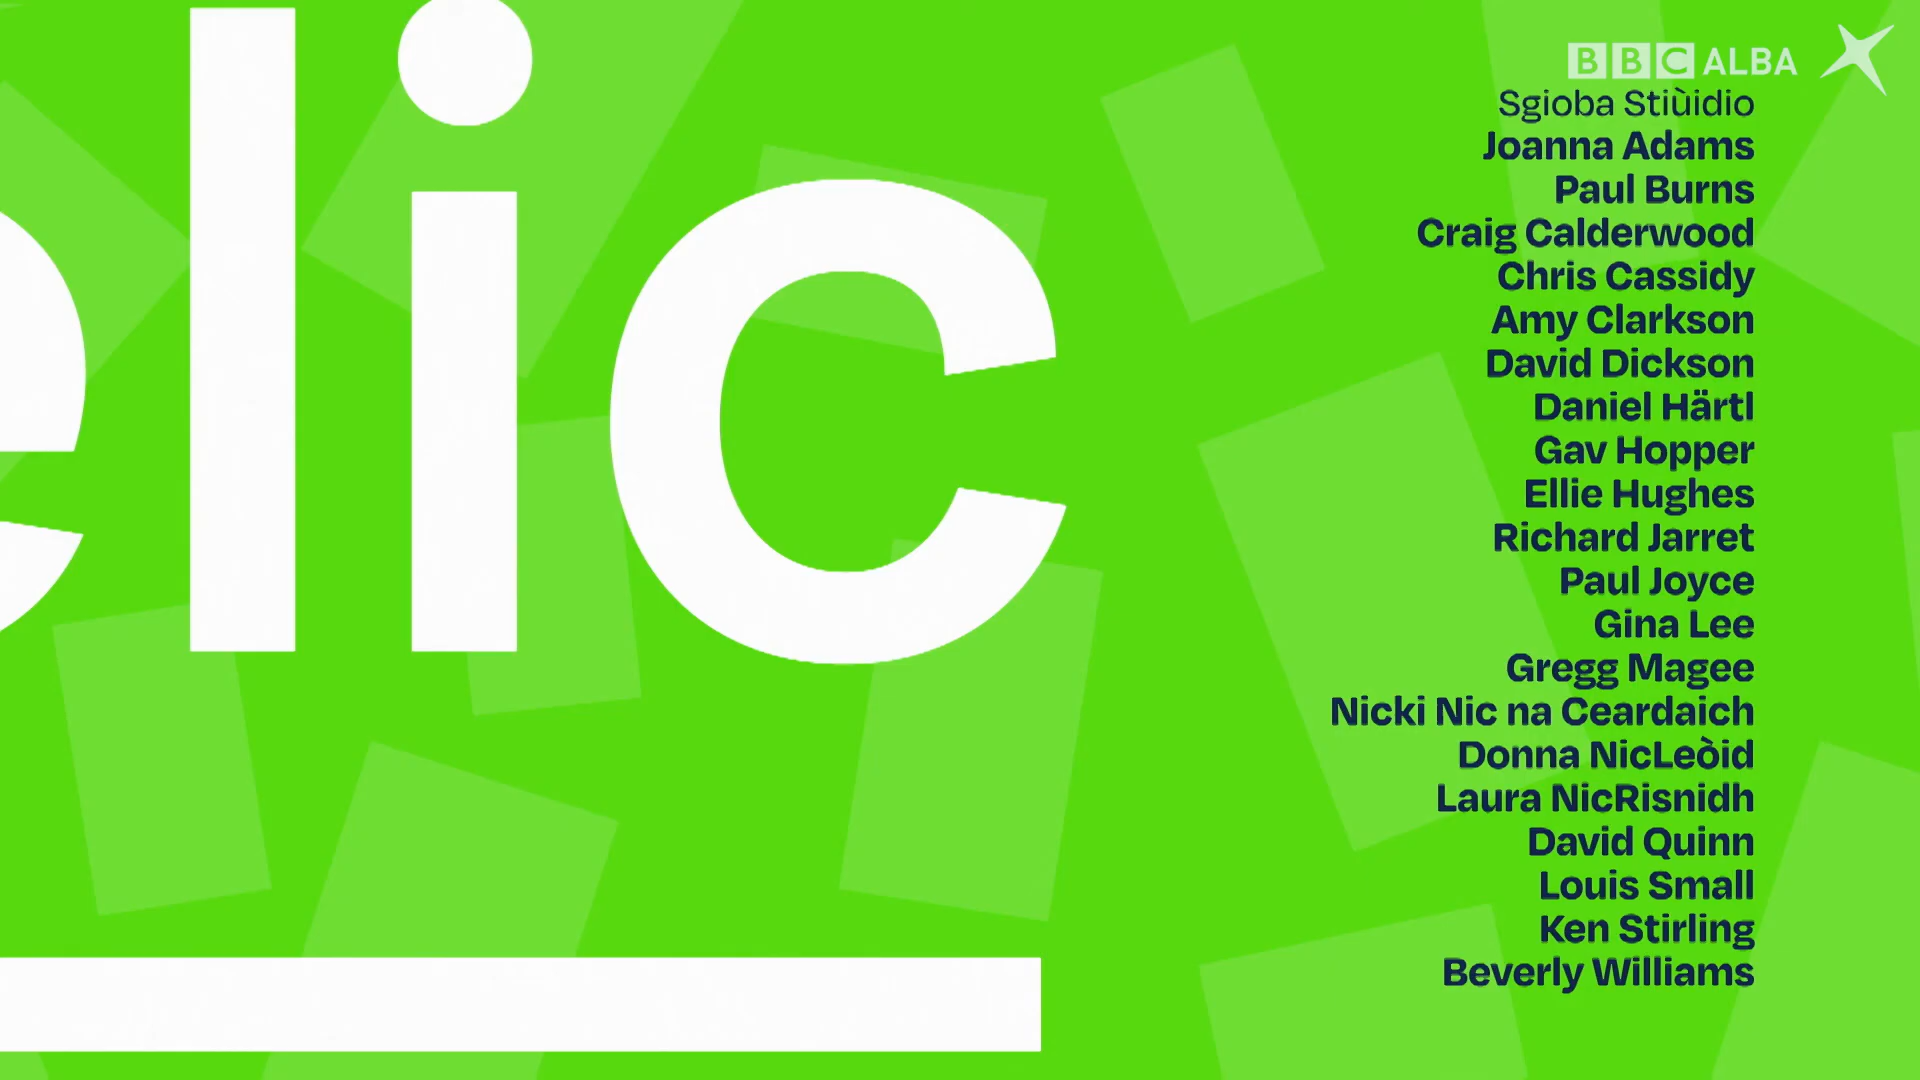 elic
BBC ALBA
Sgioba Stiùidio
Joanna Adams
Paul Burns
Craig Calderwood
Chris Cassidy
Amy Clarkson
David Dickson
Daniel Härtl
Gav Hopper
Ellie Hughes
Richard Jarret
Paul Joyce
Gina Lee
Gregg Magee
Nicki Nic na Ceardaich
Donna NicLeòid
Laura NicRisnidh
David Quinn
Louis Small
Ken Stirling
Beverly Williams